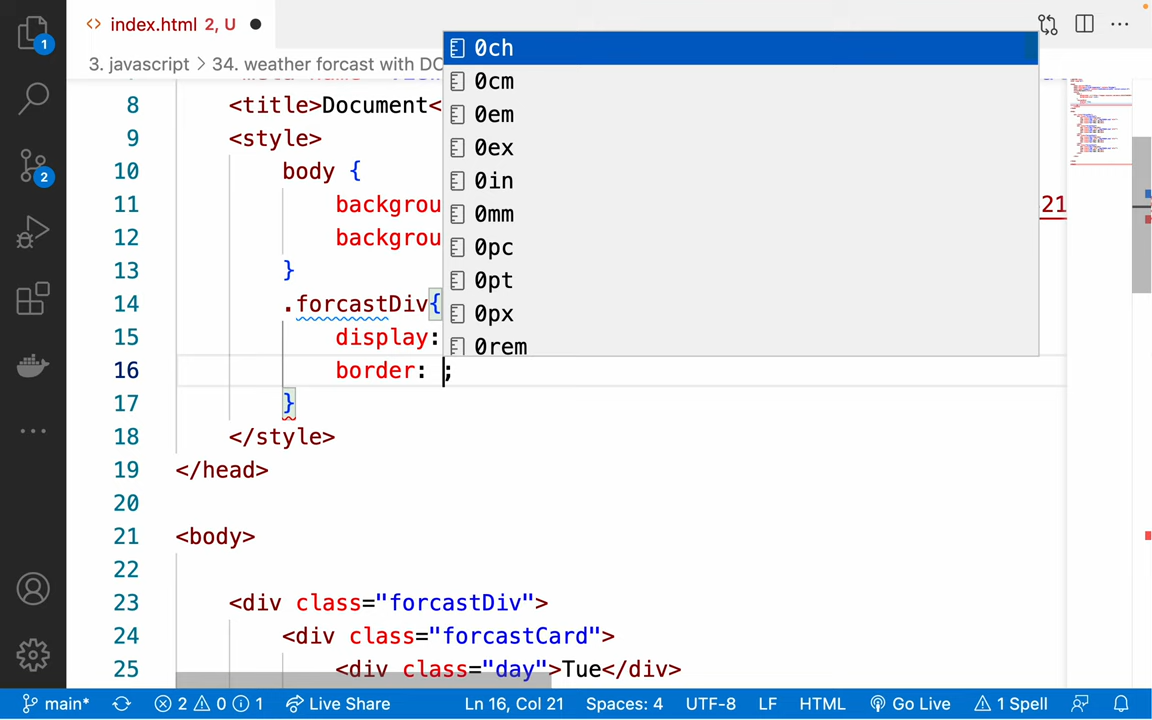 index.html 2, U
3. javascript > 34. weather forcast with DO
8 <title>Document<
9 <style>
10 body {
11 backgrou
21
12 backgrou
13 }
14 .forcastDiv{
15 display:
16 border: ;
17 }
18 </style>
19 </head>
20
21 <body>
22
23 <div class="forcastDiv">
24 <div class="forcastCard">
25 <div class="day">Tue</div>
0ch
0cm
0em
0ex
0in
0mm
0pc
0pt
0px
0rem
1
2
main* 2 0 1 Live Share Ln 16, Col 21 Spaces: 4 UTF-8 LF HTML Go Live 1 Spell